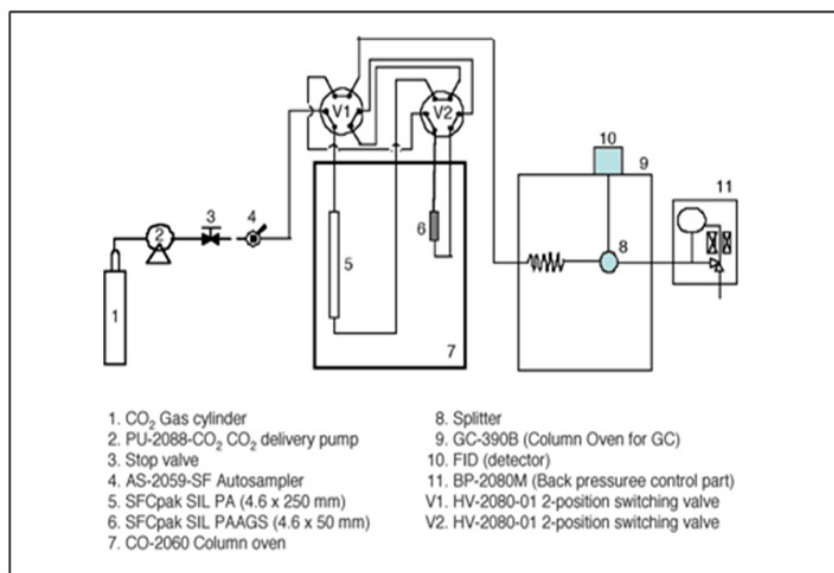 V1
V2
10
9
11
3
4
2
6
8
5
1
7
1. CO₂ Gas cylinder
2. PU-2088-CO₂ CO₂ delivery pump
3. Stop valve
4. AS-2059-SF Autosampler
5. SFCpak SIL PA (4.6 x 250 mm)
6. SFCpak SIL PAAGS (4.6 x 50 mm)
7. CO-2060 Column oven
8. Splitter
9. GC-390B (Column Oven for GC)
10. FID (detector)
11. BP-2080M (Back pressuree control part)
V1. HV-2080-01 2-position switching valve
V2. HV-2080-01 2-position switching valve